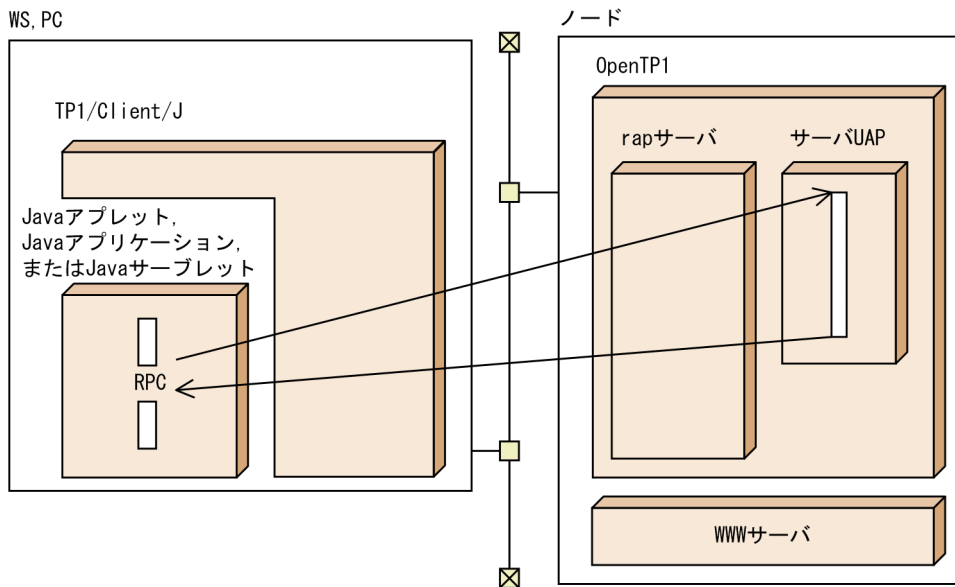 WS,PC
TP1/Client/J
Javaアプレット,
Javaアプリケーション,
またはJavaサーブレット
RPC
ノード
OpenTP1
rapサーバ
サーバUAP
WWWサーバ